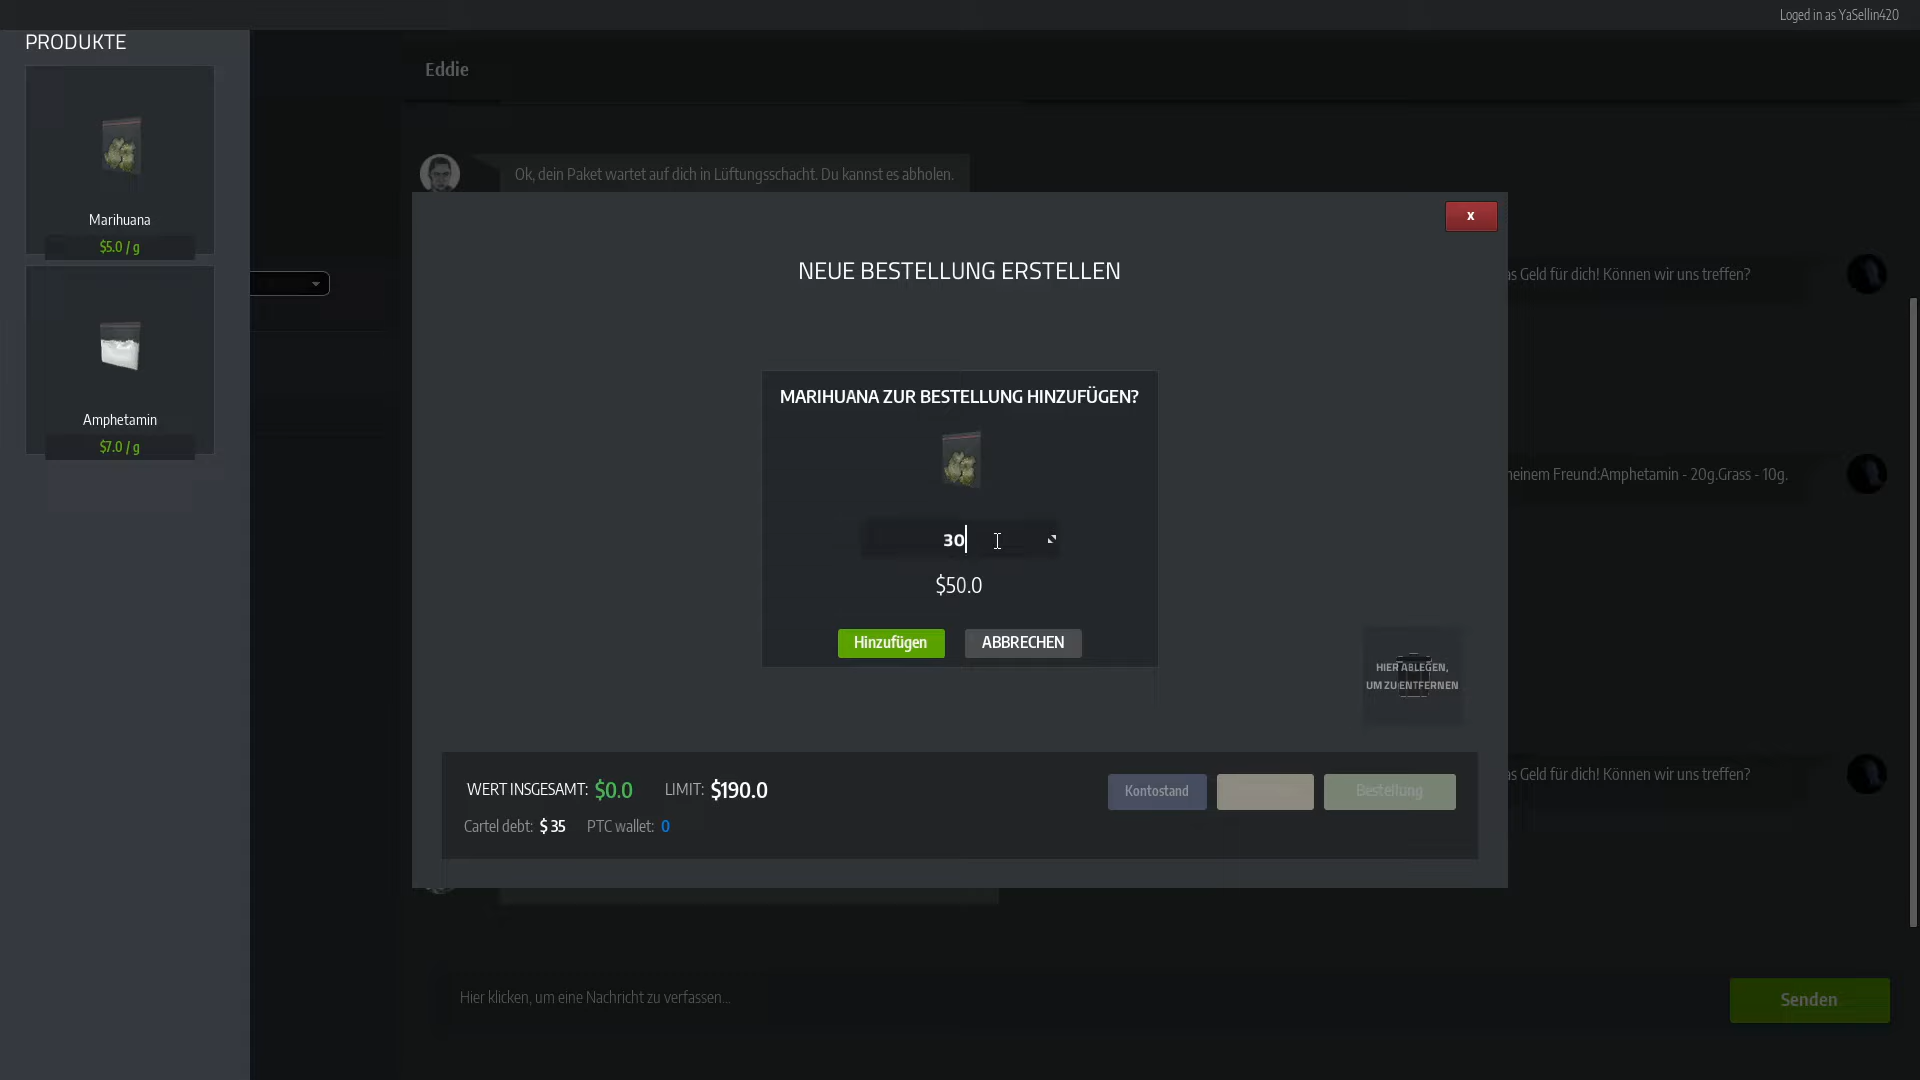 Loged in as YaSellin420
PRODUKTE
Marihuana
$5.0 / g
Amphetamin
$7.0 / g
Eddie
Ok, dein Paket wartet auf dich in Lüftungsschacht. Du kannst es abholen.
x
NEUE BESTELLUNG ERSTELLEN
as Geld für dich! Können wir uns treffen?
MARIHUANA ZUR BESTELLUNG HINZUFÜGEN?
30
$50.0
Hinzufügen
ABBRECHEN
einem Freund:Amphetamin - 20g.Grass - 10g.
HIER ABLEGEN,
UM ZU ENTFERNEN
as Geld für dich! Können wir uns treffen?
WERT INSGESAMT: $0.0 LIMIT: $190.0
Cartel debt: $ 35 PTC wallet: 0
Kontostand
Bestellung
Hier klicken, um eine Nachricht zu verfassen...
Senden